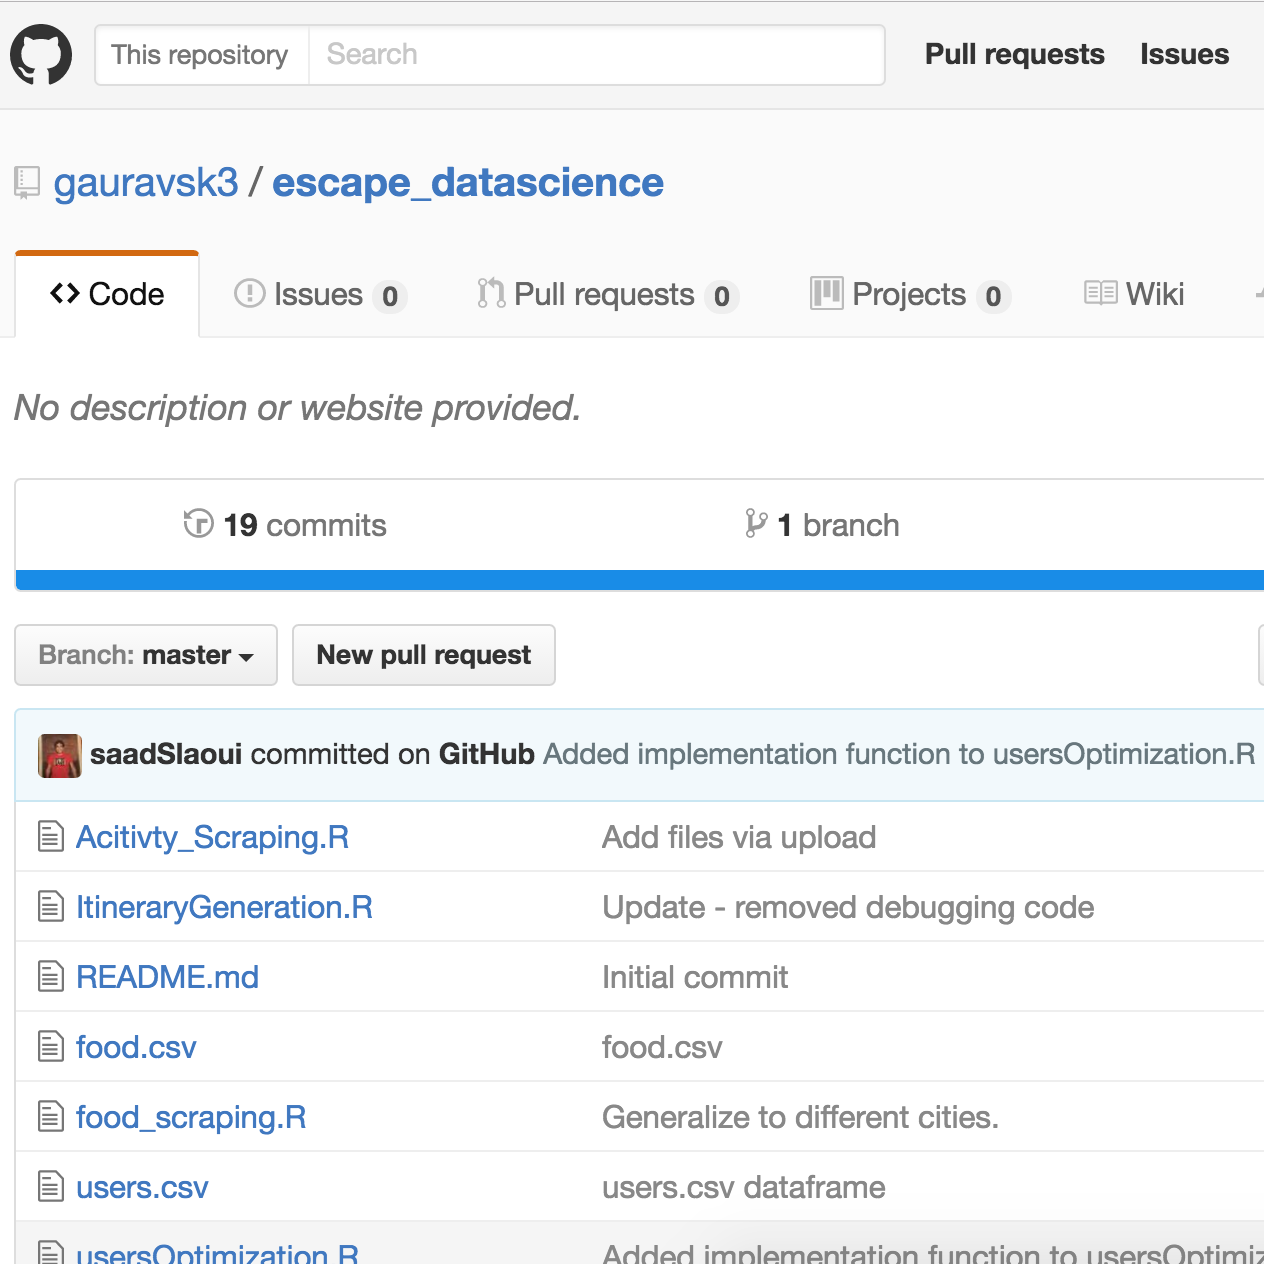 This repository Search Pull requests Issues
gauravsk3 / escape_datascience
Code Issues 0 Pull requests 0 Projects 0 Wiki
No description or website provided.
19 commits 1 branch
Branch: master New pull request
saadSlaoui committed on GitHub Added implementation function to usersOptimization.R
Acitivty_Scraping.R Add files via upload
ItineraryGeneration.R Update - removed debugging code
README.md Initial commit
food.csv food.csv
food_scraping.R Generalize to different cities.
users.csv users.csv dataframe
usersOptimization.R Added implementation function to usersOptimiz